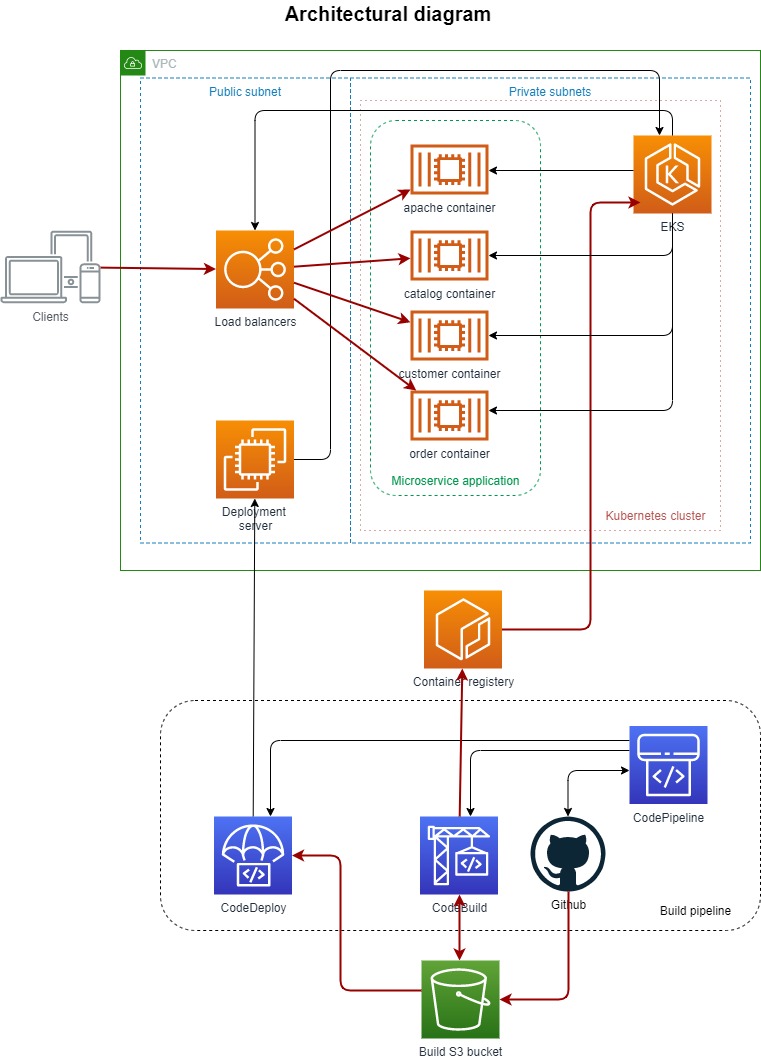 Architectural diagram
VPC
Public subnet
Private subnets
apache container
EKS
catalog container
Clients
Load balancers
customer container
order container
Microservice application
Deployment
server
Kubernetes cluster
K
Container registery
</>
CodePipeline
</>
</>
CodeDeploy
CodeBuild
Github
Build pipeline
Build S3 bucket